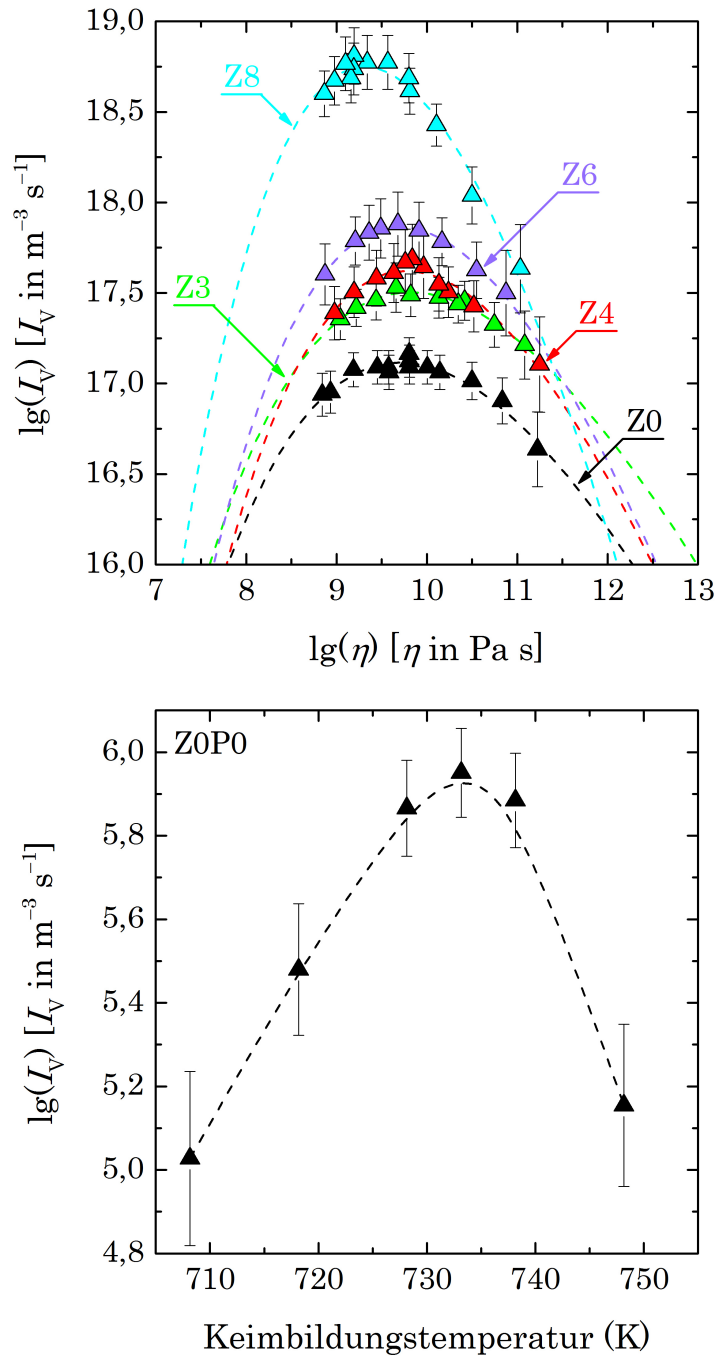 19,0
18,5
18,0
17,5
17,0
16,5
16,0
lg(I_V) [I_V in m⁻³ s⁻¹]
Z8
Z6
Z3
Z4
Z0
7 8 9 10 11 12 13
lg(η) [η in Pa s]
Z0P0
6,0
5,8
5,6
5,4
5,2
5,0
4,8
lg(I_V) [I_V in m⁻³ s⁻¹]
710 720 730 740 750
Keimbildungstemperatur (K)